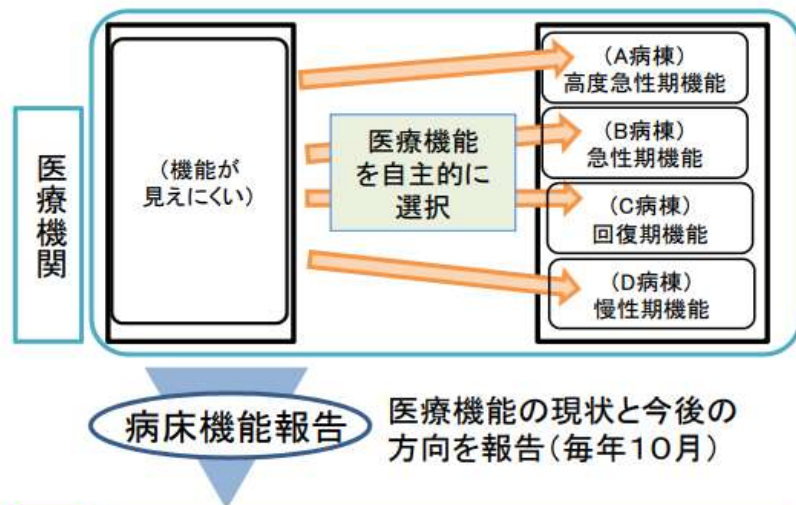 医療機関
（機能が
見えにくい）
医療機能
を自主的に
選択
（A病棟）
高度急性期機能
（B病棟）
急性期機能
（C病棟）
回復期機能
（D病棟）
慢性期機能
病床機能報告
医療機能の現状と今後の
方向を報告（毎年１０月）